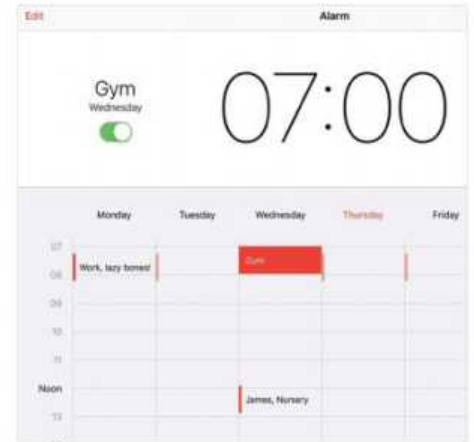 Edit
Alarm
Gym
Wednesday
07:00
Monday Tuesday Wednesday Thursday Friday
07
Gym
Work, lazy bones!
08
09
10
11
Noon
James, Nursery
13